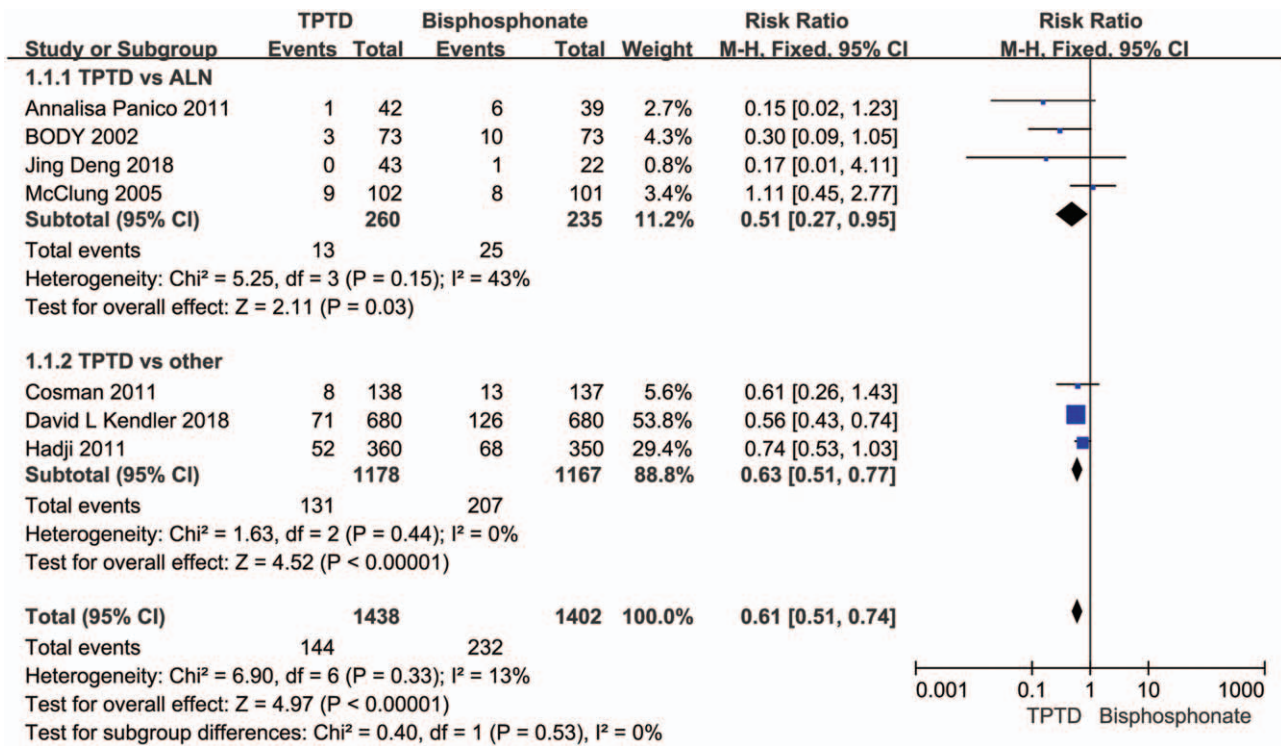 TPTD Bisphosphonate Risk Ratio Risk Ratio
Study or Subgroup Events Total Events Total Weight M-H, Fixed, 95% CI M-H, Fixed, 95% CI
1.1.1 TPTD vs ALN
Annalisa Panico 2011 1 42 6 39 2.7% 0.15 [0.02, 1.23]
BODY 2002 3 73 10 73 4.3% 0.30 [0.09, 1.05]
Jing Deng 2018 0 43 1 22 0.8% 0.17 [0.01, 4.11]
McClung 2005 9 102 8 101 3.4% 1.11 [0.45, 2.77]
Subtotal (95% CI) 260 235 11.2% 0.51 [0.27, 0.95]
Total events 13 25
Heterogeneity: Chi² = 5.25, df = 3 (P = 0.15); I² = 43%
Test for overall effect: Z = 2.11 (P = 0.03)
1.1.2 TPTD vs other
Cosman 2011 8 138 13 137 5.6% 0.61 [0.26, 1.43]
David L Kendler 2018 71 680 126 680 53.8% 0.56 [0.43, 0.74]
Hadji 2011 52 360 68 350 29.4% 0.74 [0.53, 1.03]
Subtotal (95% CI) 1178 1167 88.8% 0.63 [0.51, 0.77]
Total events 131 207
Heterogeneity: Chi² = 1.63, df = 2 (P = 0.44); I² = 0%
Test for overall effect: Z = 4.52 (P < 0.00001)
Total (95% CI) 1438 1402 100.0% 0.61 [0.51, 0.74]
Total events 144 232
Heterogeneity: Chi² = 6.90, df = 6 (P = 0.33); I² = 13%
Test for overall effect: Z = 4.97 (P < 0.00001)
Test for subgroup differences: Chi² = 0.40, df = 1 (P = 0.53), I² = 0%
0.001 0.1 1 10 1000
TPTD Bisphosphonate